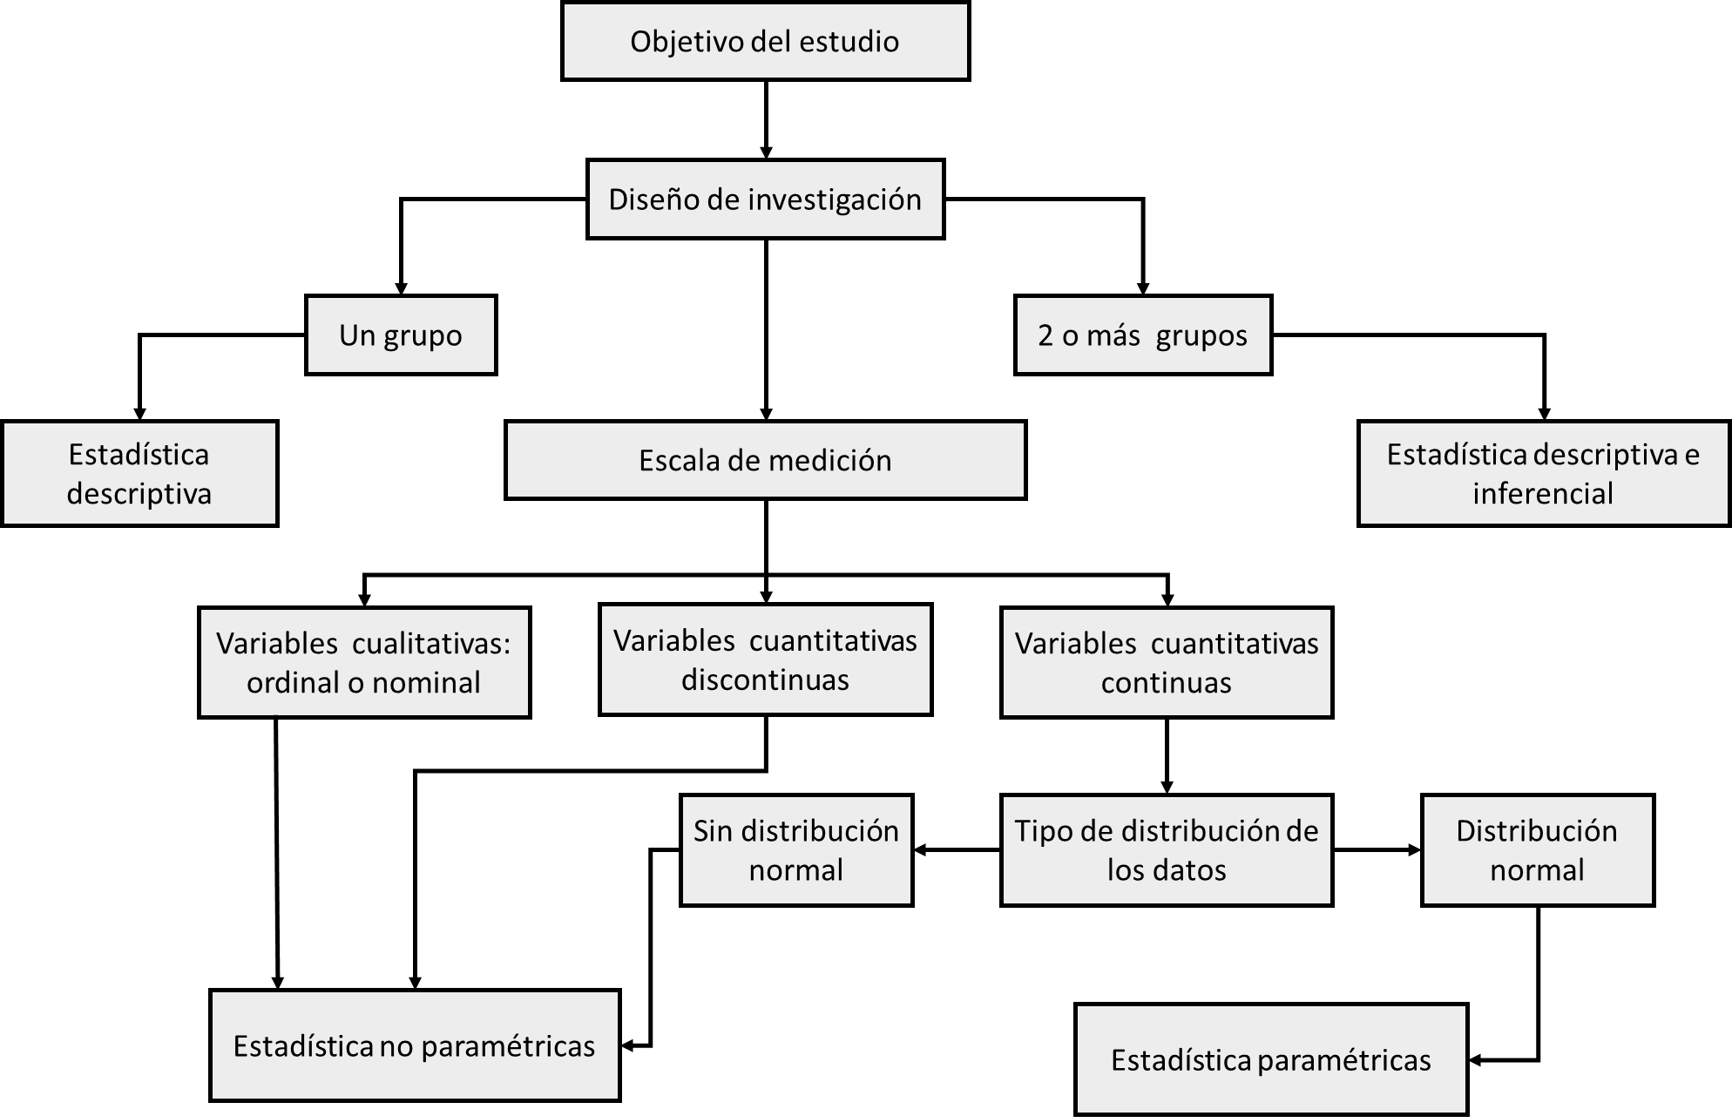 Objetivo del estudio
Diseño de investigación
Un grupo
2 o más grupos
Estadística
descriptiva
Escala de medición
Estadística descriptiva e
inferencial
Variables cualitativas:
ordinal o nominal
Variables cuantitativas
discontinuas
Variables cuantitativas
continuas
Sin distribución
normal
Tipo de distribución de
los datos
Distribución
normal
Estadística no paramétricas
Estadística paramétricas